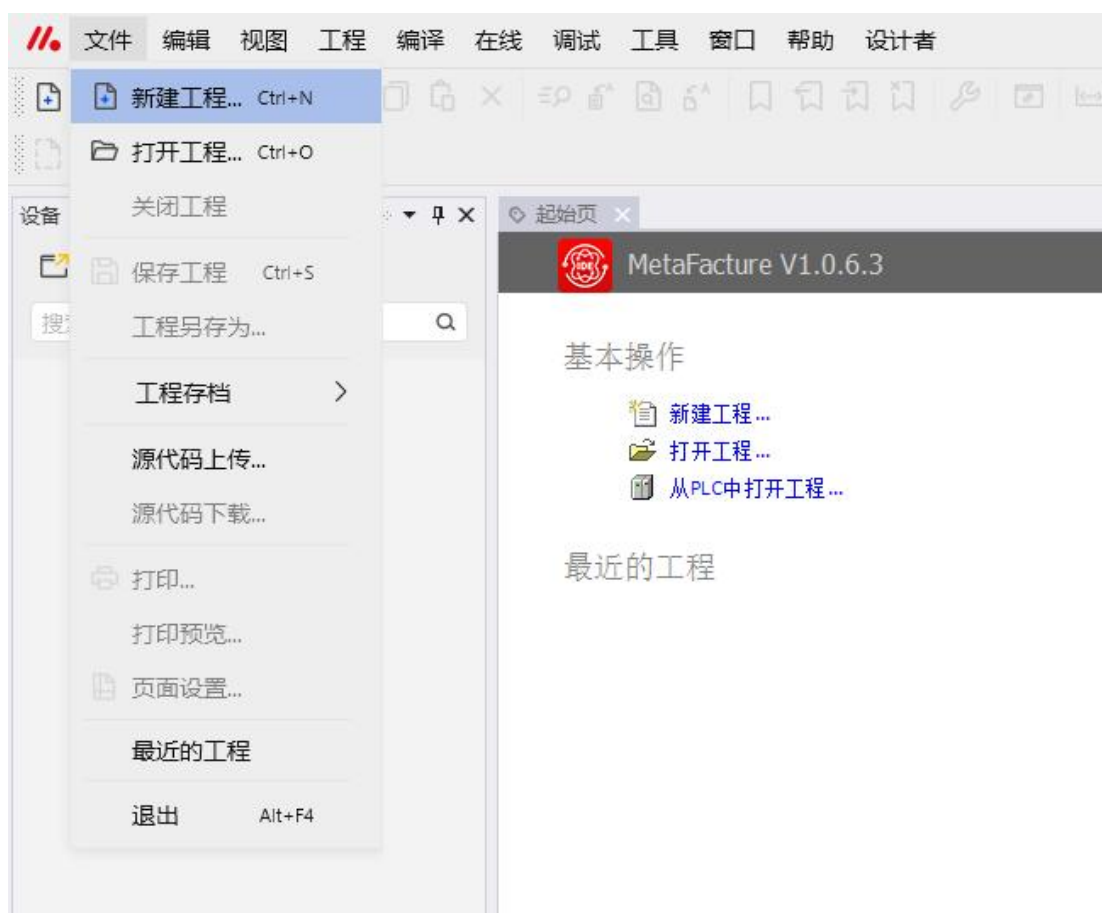 文件 编辑 视图 工程 编译 在线 调试 工具 窗口 帮助 设计者
新建工程... Ctrl+N
打开工程... Ctrl+O
关闭工程
保存工程 Ctrl+S
工程另存为...
工程存档
源代码上传...
源代码下载...
打印...
打印预览...
页面设置...
最近的工程
退出 Alt+F4
设备
起始页
IDE
MetaFacture V1.0.6.3
基本操作
新建工程...
打开工程...
从PLC中打开工程...
最近的工程